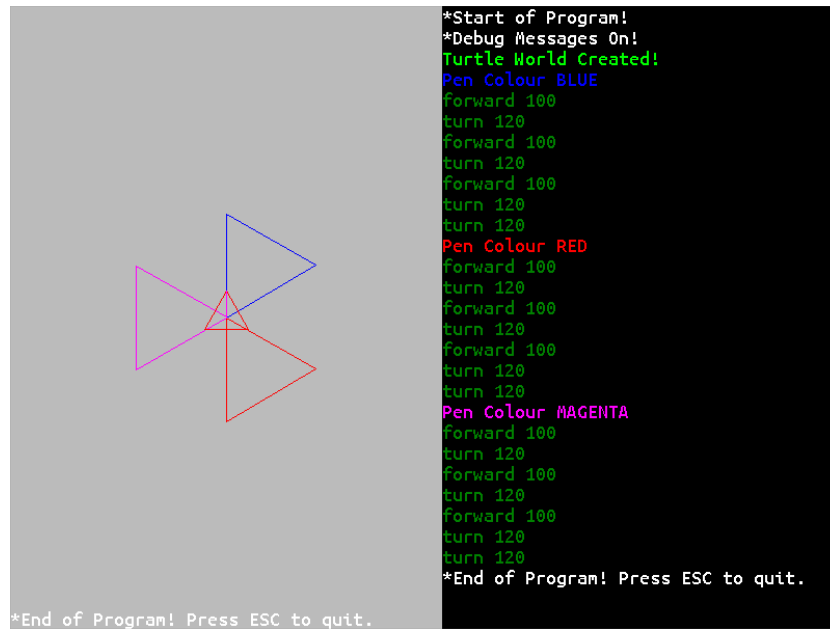 *Start of Program!
*Debug Messages On!
Turtle World Created!
Pen Colour BLUE
forward 100
turn 120
forward 100
turn 120
forward 100
turn 120
turn 120
Pen Colour RED
forward 100
turn 120
forward 100
turn 120
forward 100
turn 120
turn 120
Pen Colour MAGENTA
forward 100
turn 120
forward 100
turn 120
forward 100
turn 120
turn 120
*End of Program! Press ESC to quit.
*End of Program! Press ESC to quit.